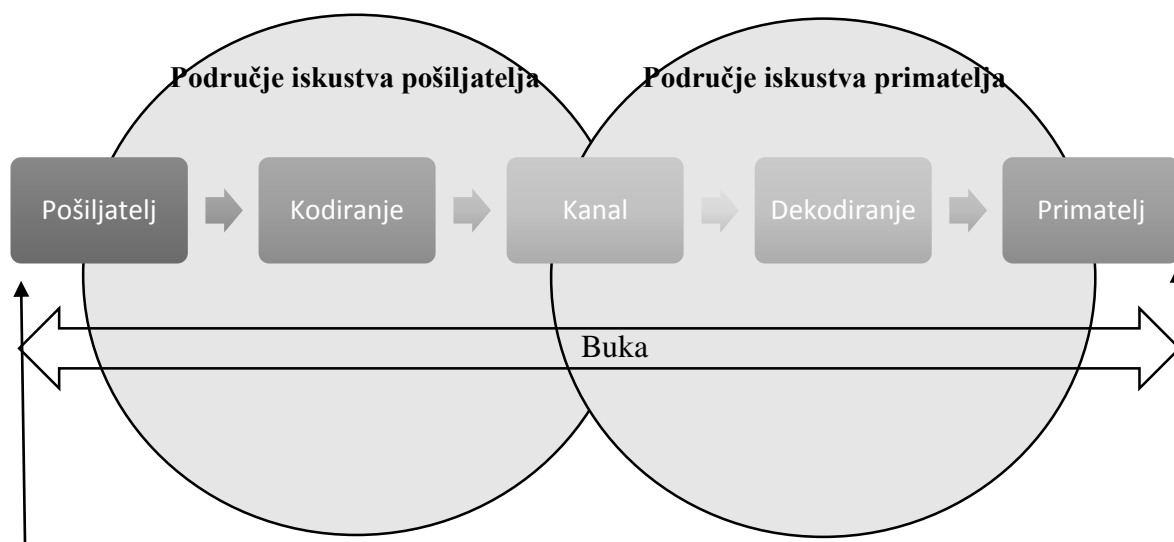 Područje iskustva pošiljatelja
Područje iskustva primatelja
Pošiljatelj
Kodiranje
Kanal
Dekodiranje
Primatelj
Buka